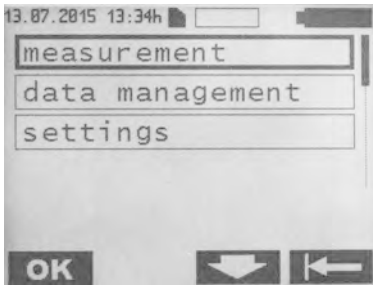 13.07.2015 13:34h
measurement
data management
settings
OK